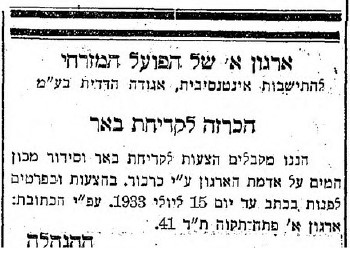 ארגון א׳ של הפועל המזרחי
להתישבות אינטנסיבית, אגודה הדדית בע״מ
הכרזה לקדיחת באר
הננו מקבלים הצעות לקדיחת באר וסידור מכון
המים על אדמת הארגון ע״י כרכור. בהצעות ובפרטים
לפנות בכתב עד יום 15 ליולי 1933. עפ״י הכתובת:
ארגון א׳ פתח־תקוה ת״ד 41.
ההנהלה